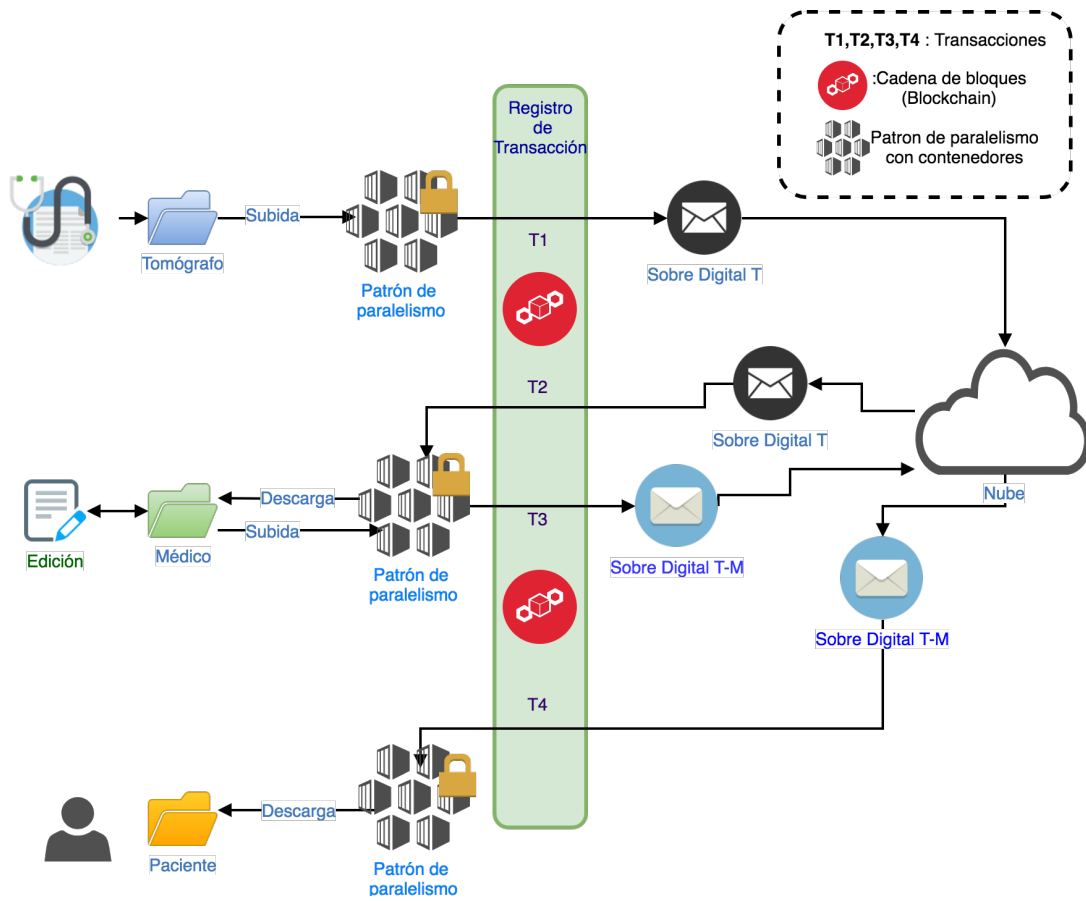 T1,T2,T3,T4 : Transacciones
:Cadena de bloques
(Blockchain)
Patron de paralelismo
con contenedores
Registro
de
Transacción
Subida
Tomógrafo
Patrón de
paralelismo
T1
Sobre Digital T
T2
Sobre Digital T
Nube
Descarga
Subida
Edición
Médico
Patrón de
paralelismo
T3
Sobre Digital T-M
Sobre Digital T-M
T4
Descarga
Paciente
Patrón de
paralelismo